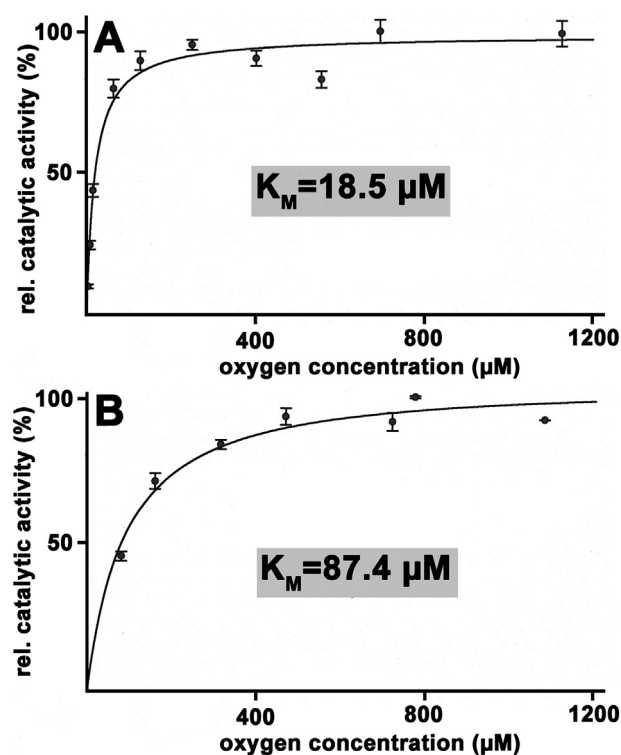 A
rel. catalytic activity (%)
100
50
K_M=18.5 µM
400 800 1200
oxygen concentration (µM)
B
rel. catalytic activity (%)
100
50
K_M=87.4 µM
400 800 1200
oxygen concentration (µM)